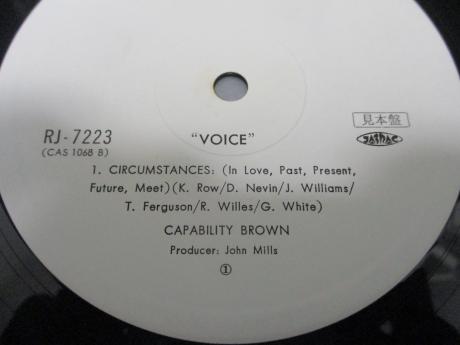 "VOICE"
RJ-7223
(CAS 1068 B)
見本盤
1. CIRCUMSTANCES: (In Love, Past, Present,
Future, Meet)(K. Row/D. Nevin/J. Williams/
T. Ferguson/R. Willes/G. White)
CAPABILITY BROWN
Producer: John Mills
①